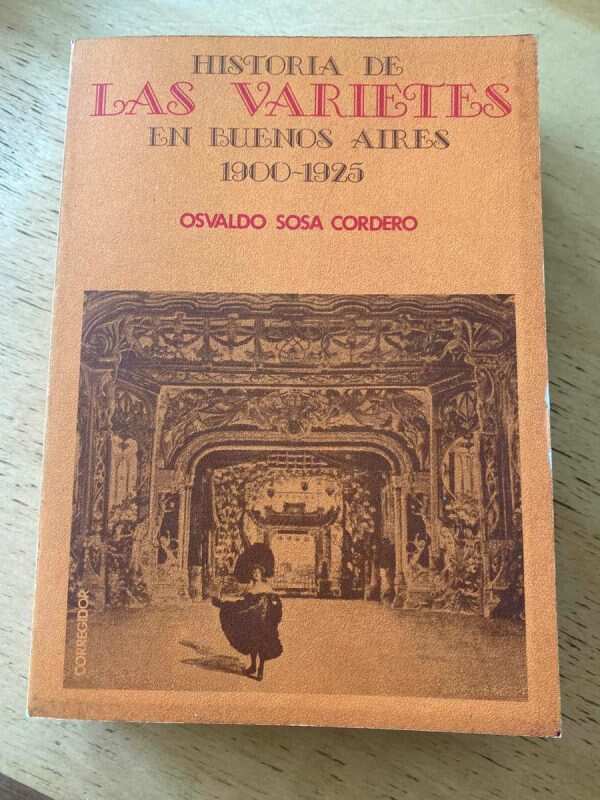 HISTORIA DE
LAS VARIETES
EN BUENOS AIRES
1900-1925
OSVALDO SOSA CORDERO
CORREGIDOR